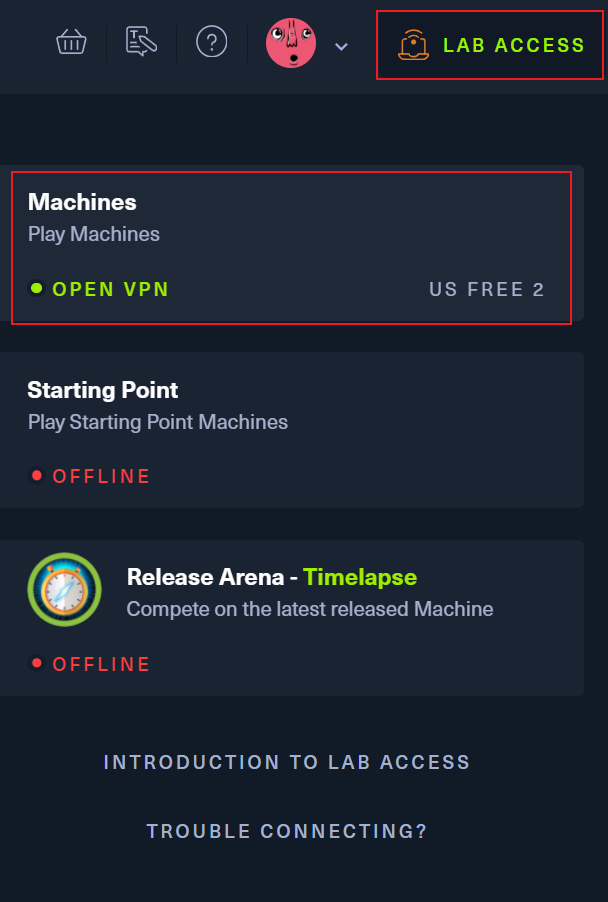 LAB ACCESS
Machines
Play Machines
OPEN VPN US FREE 2
Starting Point
Play Starting Point Machines
OFFLINE
Release Arena - Timelapse
Compete on the latest released Machine
OFFLINE
INTRODUCTION TO LAB ACCESS
TROUBLE CONNECTING?